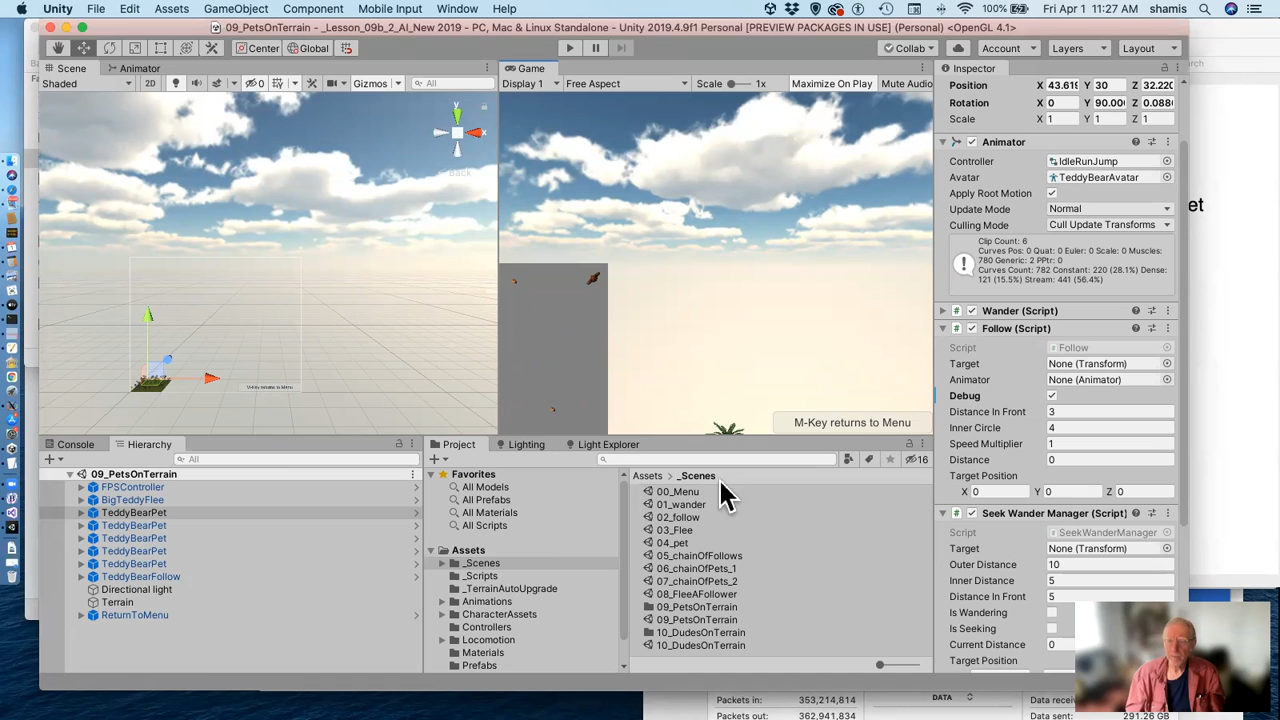 Unity File Edit Assets GameObject Component Mobile Input Window Help 100% Fri Apr 1 11:27 AM shamis
09_PetsOnTerrain - _Lesson_09b_2_AI_New 2019 - PC, Mac & Linux Standalone - Unity 2019.4.9f1 Personal [PREVIEW PACKAGES IN USE] (Personal) <OpenGL 4.1>
Center Global Collab Account Layers Layout
Scene Animator Game Inspector
Shaded 2D 0 Gizmos All Display 1 Free Aspect Scale 1x Maximize On Play Mute Audio
Position X 43.619 Y 30 Z 32.220
Rotation X 0 Y 90.00 Z 0.088
Scale X 1 Y 1 Z 1
y
x
Back
Animator
Controller IdleRunJump
Avatar TeddyBearAvatar
Apply Root Motion
Update Mode Normal
Culling Mode Cull Update Transforms
Clip Count: 6
Curves Pos: 0 Quat: 0 Euler: 0 Scale: 0 Muscles:
780 Generic: 2 PPtr: 0
Curves Count: 782 Constant: 220 (28.1%) Dense:
121 (15.5%) Stream: 441 (56.4%)
et
Wander (Script)
Follow (Script)
Script Follow
Target None (Transform)
Animator None (Animator)
Debug
Distance In Front 3
Inner Circle 4
Speed Multiplier 1
Distance 0
Target Position
X 0 Y 0 Z 0
Seek Wander Manager (Script)
Script SeekWanderManager
Target None (Transform)
Outer Distance 10
Inner Distance 5
Distance In Front 5
Is Wandering
Is Seeking
Current Distance 0
Target Position
M-Key returns to Menu
M-Key returns to Menu
Console Hierarchy Project Lighting Light Explorer
All 16
09_PetsOnTerrain
FPSController
BigTeddyFlee
TeddyBearPet
TeddyBearPet
TeddyBearPet
TeddyBearPet
TeddyBearPet
TeddyBearFollow
Directional light
Terrain
ReturnToMenu
Favorites
All Models
All Prefabs
All Materials
All Scripts
Assets
_Scenes
_Scripts
_TerrainAutoUpgrade
Animations
CharacterAssets
Controllers
Locomotion
Materials
Prefabs
Assets > _Scenes
00_Menu
01_wander
02_follow
03_Flee
04_pet
05_chainOfFollows
06_chainOfPets_1
07_chainOfPets_2
08_FleeAFollower
09_PetsOnTerrain
09_PetsOnTerrain
10_DudesOnTerrain
10_DudesOnTerrain
Packets in: 353,214,814 DATA Data receiv
Packets out: 362,941,834 Data sent: 291.26 GB